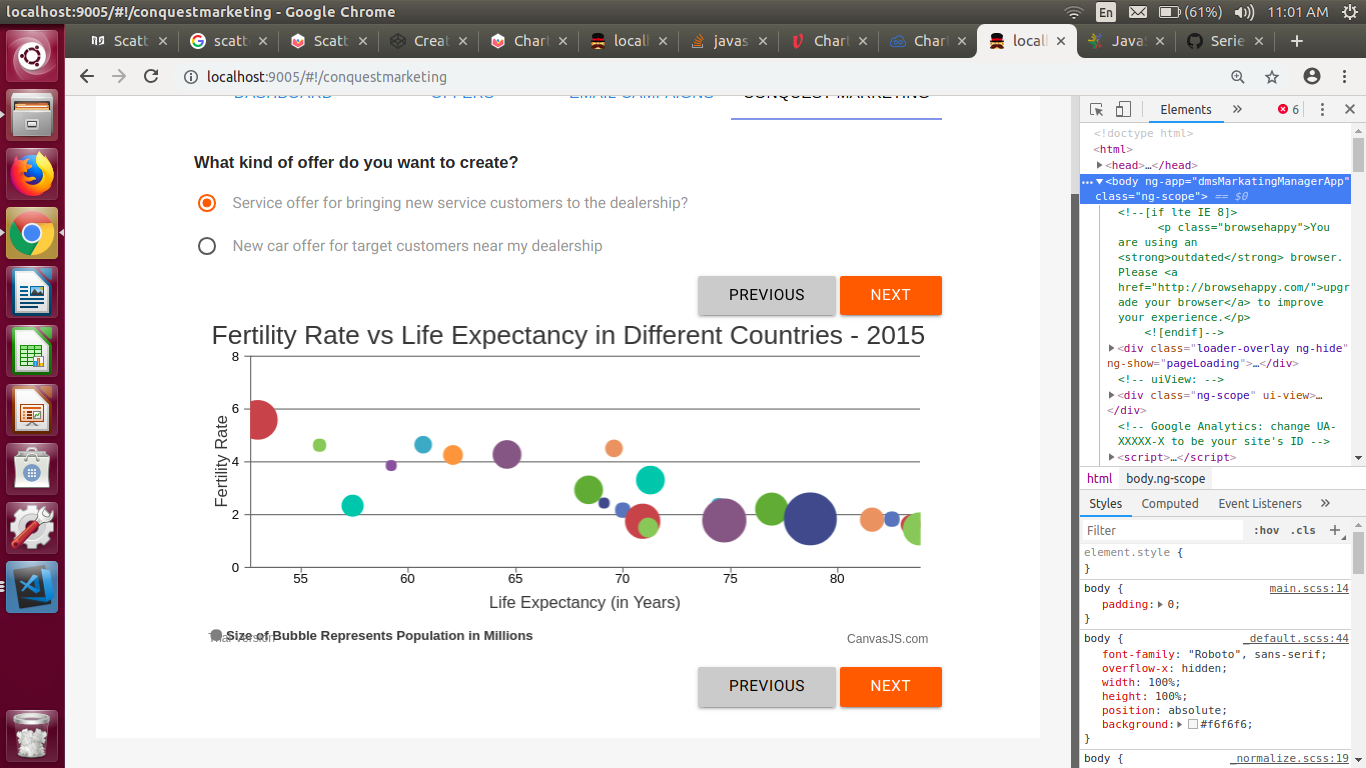 localhost:9005/#!/conquestmarketing - Google Chrome
En
(61%)
11:01 AM
Scatt
scatt
Scatt
Creat
Chart
localh
javas
Chart
Chart
localh
JavaS
Serie
localhost:9005/#!/conquestmarketing
DASHBOARD OFFERS EMAIL CAMPAIGNS CONQUEST MARKETING
What kind of offer do you want to create?
Service offer for bringing new service customers to the dealership?
New car offer for target customers near my dealership
PREVIOUS NEXT
Fertility Rate vs Life Expectancy in Different Countries - 2015
Fertility Rate
8
6
4
2
0
55 60 65 70 75 80
Life Expectancy (in Years)
Trial Version
Size of Bubble Represents Population in Millions
CanvasJS.com
PREVIOUS NEXT
Elements » 6
<!doctype html>
<html>
<head>…</head>
<body ng-app="dmsMarkatingManagerApp"
class="ng-scope"> == $0
<!--[if lte IE 8]>
<p class="browsehappy">You
are using an
<strong>outdated</strong> browser.
Please <a
href="http://browsehappy.com/">upgr
ade your browser</a> to improve
your experience.</p>
<![endif]-->
<div class="loader-overlay ng-hide"
ng-show="pageLoading">…</div>
<!-- uiView: -->
<div class="ng-scope" ui-view>…
</div>
<!-- Google Analytics: change UA-
XXXXX-X to be your site's ID -->
<script>…</script>
html body.ng-scope
Styles Computed Event Listeners »
Filter :hov .cls +
element.style {
}
body { main.scss:14
padding: 0;
}
body { _default.scss:44
font-family: "Roboto", sans-serif;
overflow-x: hidden;
width: 100%;
height: 100%;
position: absolute;
background: #f6f6f6;
}
body { _normalize.scss:19